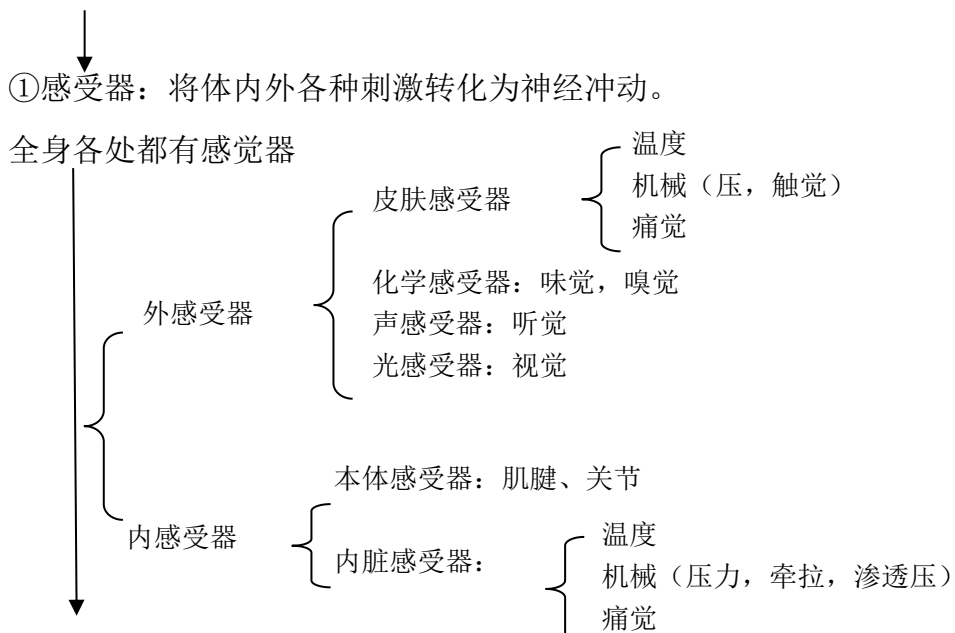 ①感受器：将体内外各种刺激转化为神经冲动。
全身各处都有感觉器
温度
皮肤感受器
机械（压，触觉）
痛觉
化学感受器：味觉，嗅觉
外感受器
声感受器：听觉
光感受器：视觉
本体感受器：肌腱、关节
内感受器
温度
内脏感受器：
机械（压力，牵拉，渗透压）
痛觉